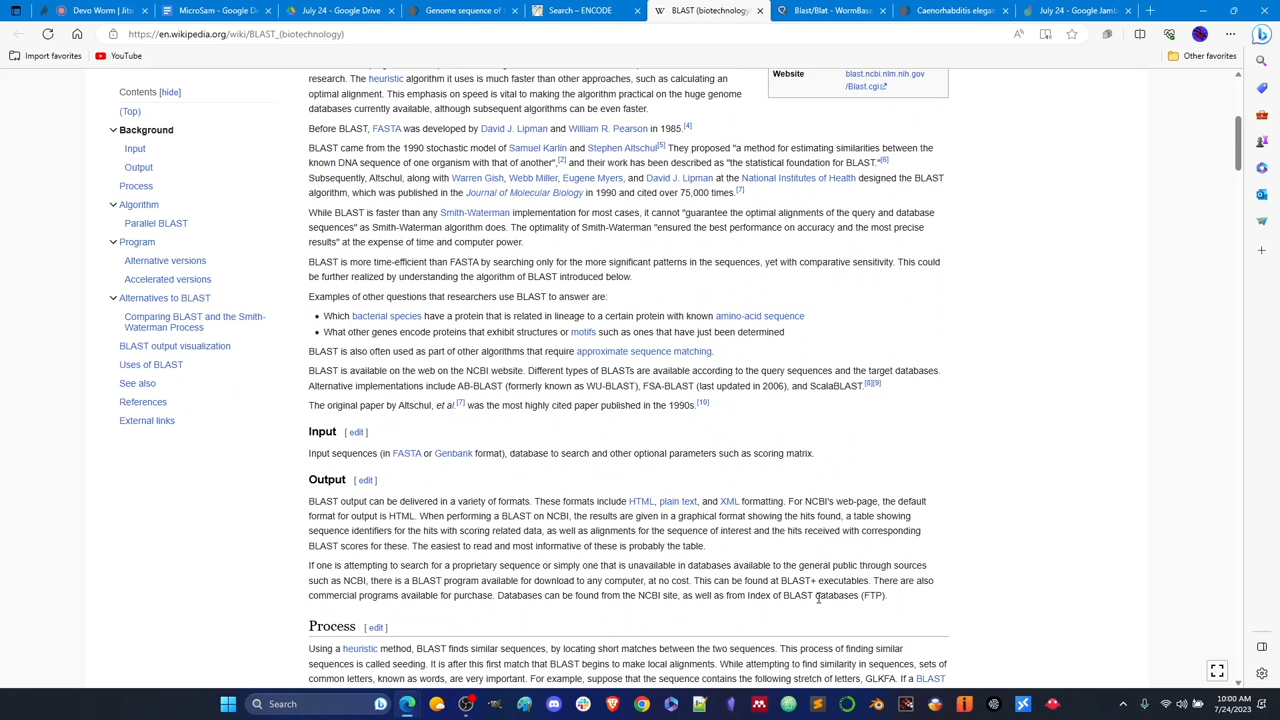 Dev Worm Po
MicroSam - Google Do
July 24 - Google Drive
Genome sequence of t
Search – ENCODE
BLAST (biotechnology)
Blast/Blat - WormBase
Caenorhabditis elegan
July 24 - Google Jamb
https://en.wikipedia.org/wiki/BLAST_(biotechnology)
Import favorites
YouTube
Other favorites
Contents [hide]
(Top)
Background
Input
Output
Process
Algorithm
Parallel BLAST
Program
Alternative versions
Accelerated versions
Alternatives to BLAST
Comparing BLAST and the Smith-
Waterman Process
BLAST output visualization
Uses of BLAST
See also
References
External links
research. The heuristic algorithm it uses is much faster than other approaches, such as calculating an
optimal alignment. This emphasis on speed is vital to making the algorithm practical on the huge genome
databases currently available, although subsequent algorithms can be even faster.
Website
blast.ncbi.nlm.nih.gov
/Blast.cgi
Before BLAST, FASTA was developed by David J. Lipman and William R. Pearson in 1985.[4]
BLAST came from the 1990 stochastic model of Samuel Karlin and Stephen Altschul[5] They proposed "a method for estimating similarities between the
known DNA sequence of one organism with that of another",[2] and their work has been described as "the statistical foundation for BLAST."[6]
Subsequently, Altschul, along with Warren Gish, Webb Miller, Eugene Myers, and David J. Lipman at the National Institutes of Health designed the BLAST
algorithm, which was published in the Journal of Molecular Biology in 1990 and cited over 75,000 times.[7]
While BLAST is faster than any Smith-Waterman implementation for most cases, it cannot "guarantee the optimal alignments of the query and database
sequences" as Smith-Waterman algorithm does. The optimality of Smith-Waterman "ensured the best performance on accuracy and the most precise
results" at the expense of time and computer power.
BLAST is more time-efficient than FASTA by searching only for the more significant patterns in the sequences, yet with comparative sensitivity. This could
be further realized by understanding the algorithm of BLAST introduced below.
Examples of other questions that researchers use BLAST to answer are:
• Which bacterial species have a protein that is related in lineage to a certain protein with known amino-acid sequence
• What other genes encode proteins that exhibit structures or motifs such as ones that have just been determined
BLAST is also often used as part of other algorithms that require approximate sequence matching.
BLAST is available on the web on the NCBI website. Different types of BLASTs are available according to the query sequences and the target databases.
Alternative implementations include AB-BLAST (formerly known as WU-BLAST), FSA-BLAST (last updated in 2006), and ScalaBLAST.[8][9]
The original paper by Altschul, et al.[7] was the most highly cited paper published in the 1990s.[10]
Input [ edit ]
Input sequences (in FASTA or Genbank format), database to search and other optional parameters such as scoring matrix.
Output [ edit ]
BLAST output can be delivered in a variety of formats. These formats include HTML, plain text, and XML formatting. For NCBI's web-page, the default
format for output is HTML. When performing a BLAST on NCBI, the results are given in a graphical format showing the hits found, a table showing
sequence identifiers for the hits with scoring related data, as well as alignments for the sequence of interest and the hits received with corresponding
BLAST scores for these. The easiest to read and most informative of these is probably the table.
If one is attempting to search for a proprietary sequence or simply one that is unavailable in databases available to the general public through sources
such as NCBI, there is a BLAST program available for download to any computer, at no cost. This can be found at BLAST+ executables. There are also
commercial programs available for purchase. Databases can be found from the NCBI site, as well as from Index of BLAST databases (FTP).
Process [ edit ]
Using a heuristic method, BLAST finds similar sequences, by locating short matches between the two sequences. This process of finding similar
sequences is called seeding. It is after this first match that BLAST begins to make local alignments. While attempting to find similarity in sequences, sets of
common letters, known as words, are very important. For example, suppose that the sequence contains the following stretch of letters, GLKFA. If a BLAST
Search
10:00 AM
7/24/2023